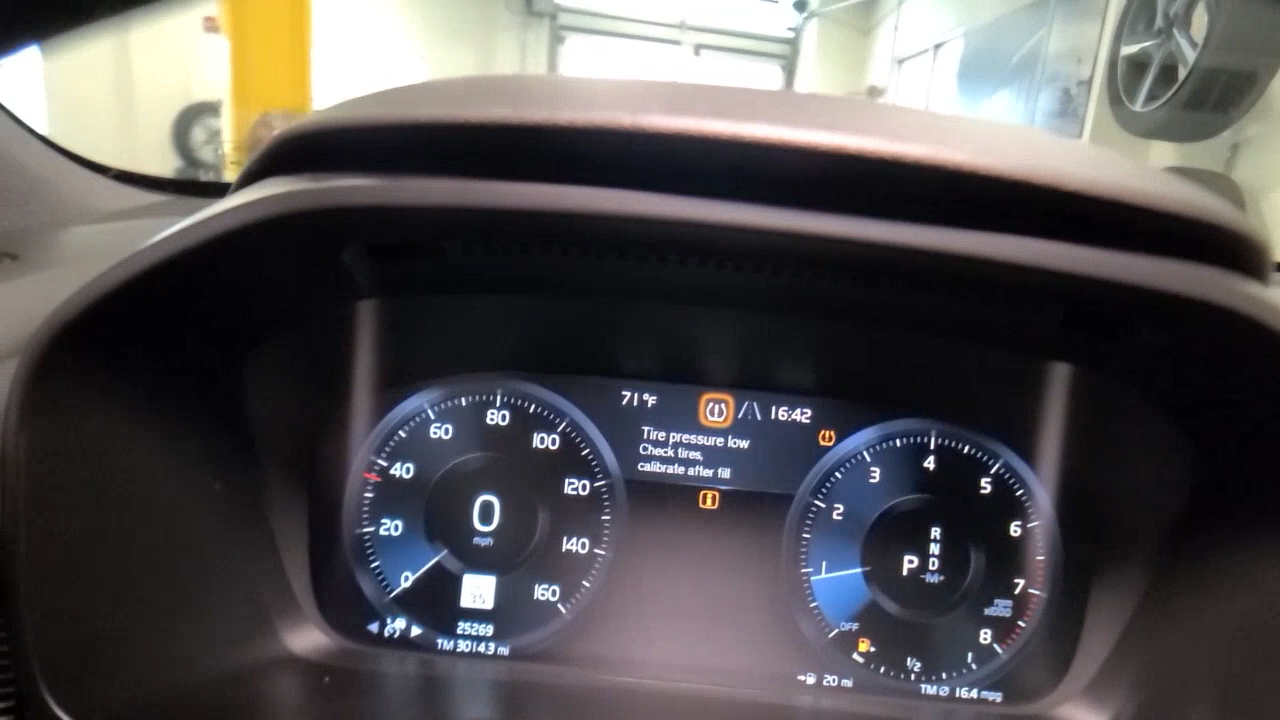 71°F
16:42
Tire pressure low
Check tires,
calibrate after fill
0
20
40
60
80
100
120
140
160
0
mph
25269
TM 3014.3 mi
OFF
1
2
3
4
5
6
7
8
rpm
x1000
R
N
P D
-M+
1/2
1
20 mi
TM Ø 16.4 mpg